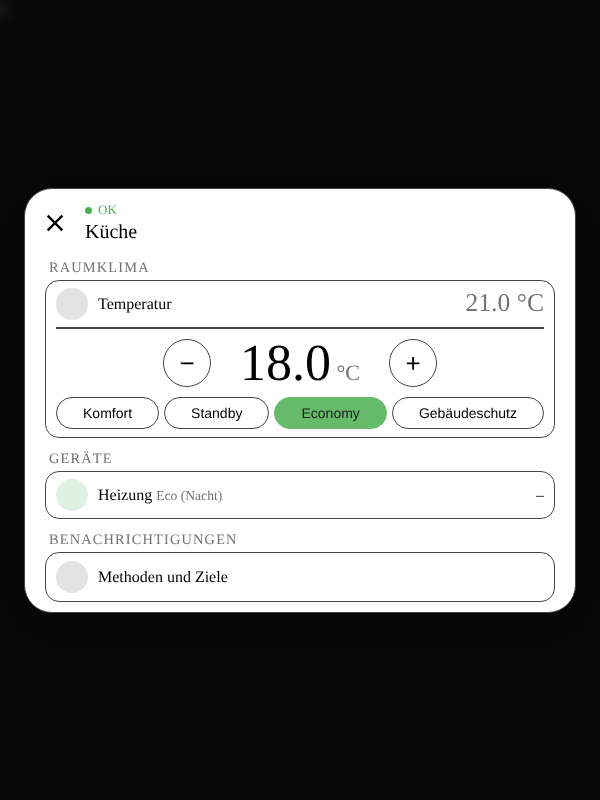 OK
Küche
RAUMKLIMA
Temperatur 21.0 °C
− 18.0 °C +
Komfort Standby Economy Gebäudeschutz
GERÄTE
Heizung Eco (Nacht) –
BENACHRICHTIGUNGEN
Methoden und Ziele